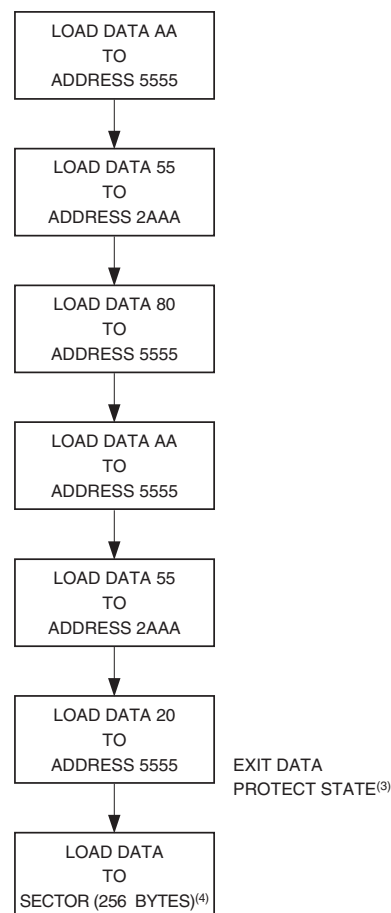 LOAD DATA AA
TO
ADDRESS 5555
LOAD DATA 55
TO
ADDRESS 2AAA
LOAD DATA 80
TO
ADDRESS 5555
LOAD DATA AA
TO
ADDRESS 5555
LOAD DATA 55
TO
ADDRESS 2AAA
LOAD DATA 20
TO
ADDRESS 5555
EXIT DATA
PROTECT STATE(3)
LOAD DATA
TO
SECTOR (256 BYTES)(4)